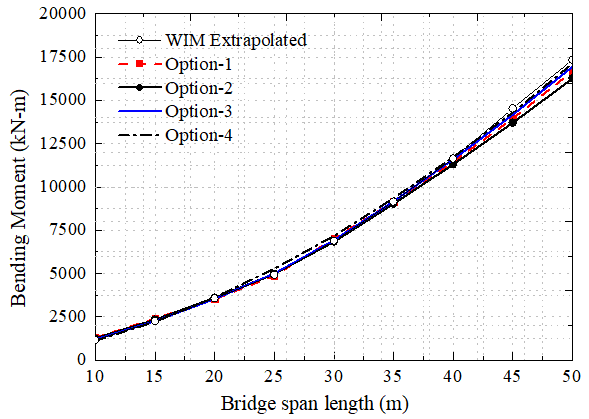 20000
17500
15000
12500
10000
7500
5000
2500
0
Bending Moment (kN-m)
WIM Extrapolated
Option-1
Option-2
Option-3
Option-4
10 15 20 25 30 35 40 45 50
Bridge span length (m)